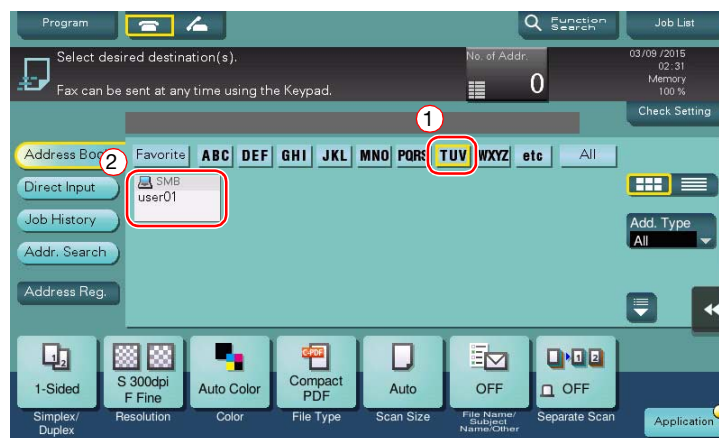 Program
Function
Search
Job List
Select desired destination(s).
Fax can be sent at any time using the Keypad.
No. of Addr.
0
03/09 /2015
02:31
Memory
100 %
Check Setting
1
Address Boo
2
Favorite ABC DEF GHI JKL MNO PQRS TUV WXYZ etc All
SMB
user01
Direct Input
Job History
Addr. Search
Address Reg.
Add. Type
All
1-Sided
S 300dpi
F Fine
Auto Color
C-PDF
Compact
PDF
Auto
OFF
1 2
OFF
Simplex/
Duplex
Resolution
Color
File Type
Scan Size
File Name/
Subject
Name/Other
Separate Scan
Application